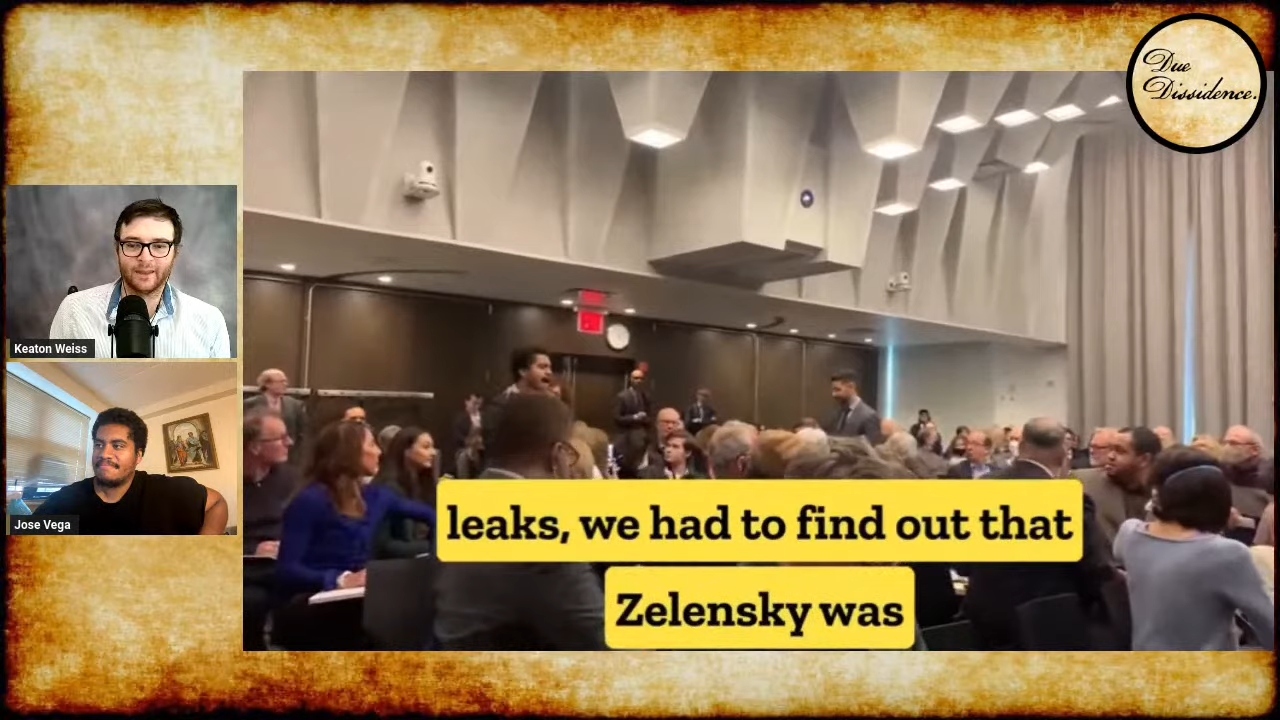 Due
Dissidence.
Keaton Weiss
Jose Vega
leaks, we had to find out that
Zelensky was